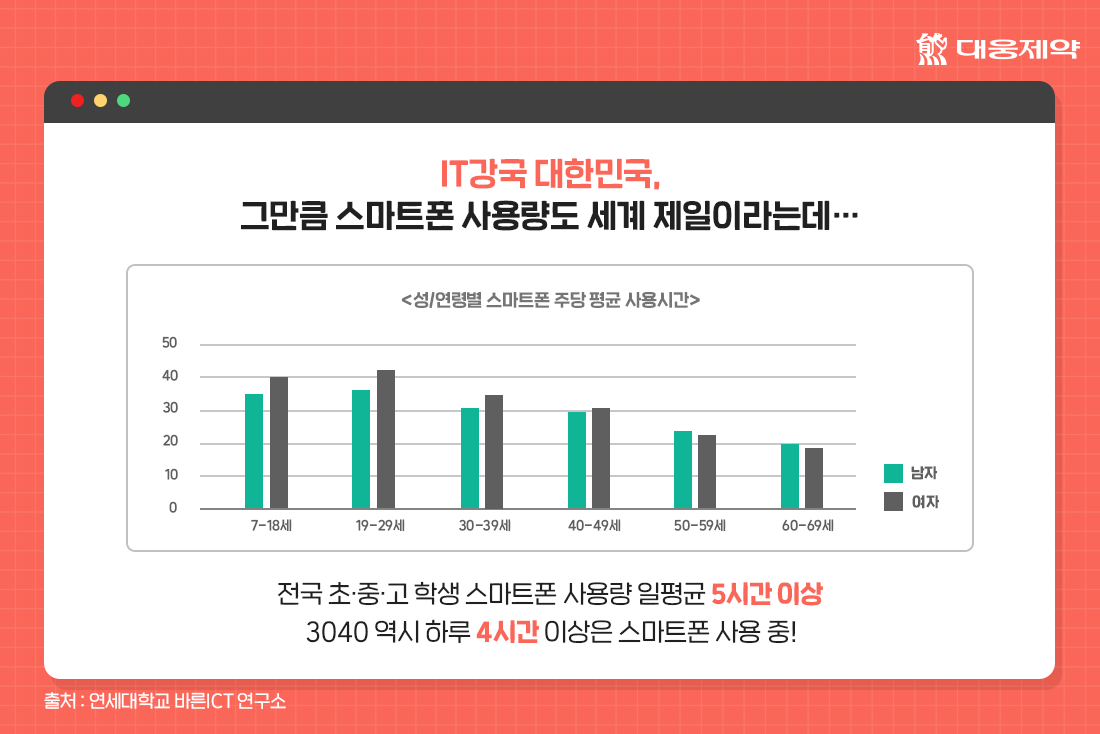 대웅제약
IT강국 대한민국,
그만큼 스마트폰 사용량도 세계 제일이라는데…
<성/연령별 스마트폰 주당 평균 사용시간>
50
40
30
20
10
0
7-18세
19-29세
30-39세
40-49세
50-59세
60-69세
남자
여자
전국 초·중·고 학생 스마트폰 사용량 일평균 5시간 이상
3040 역시 하루 4시간 이상은 스마트폰 사용 중!
출처 : 연세대학교 바른ICT 연구소